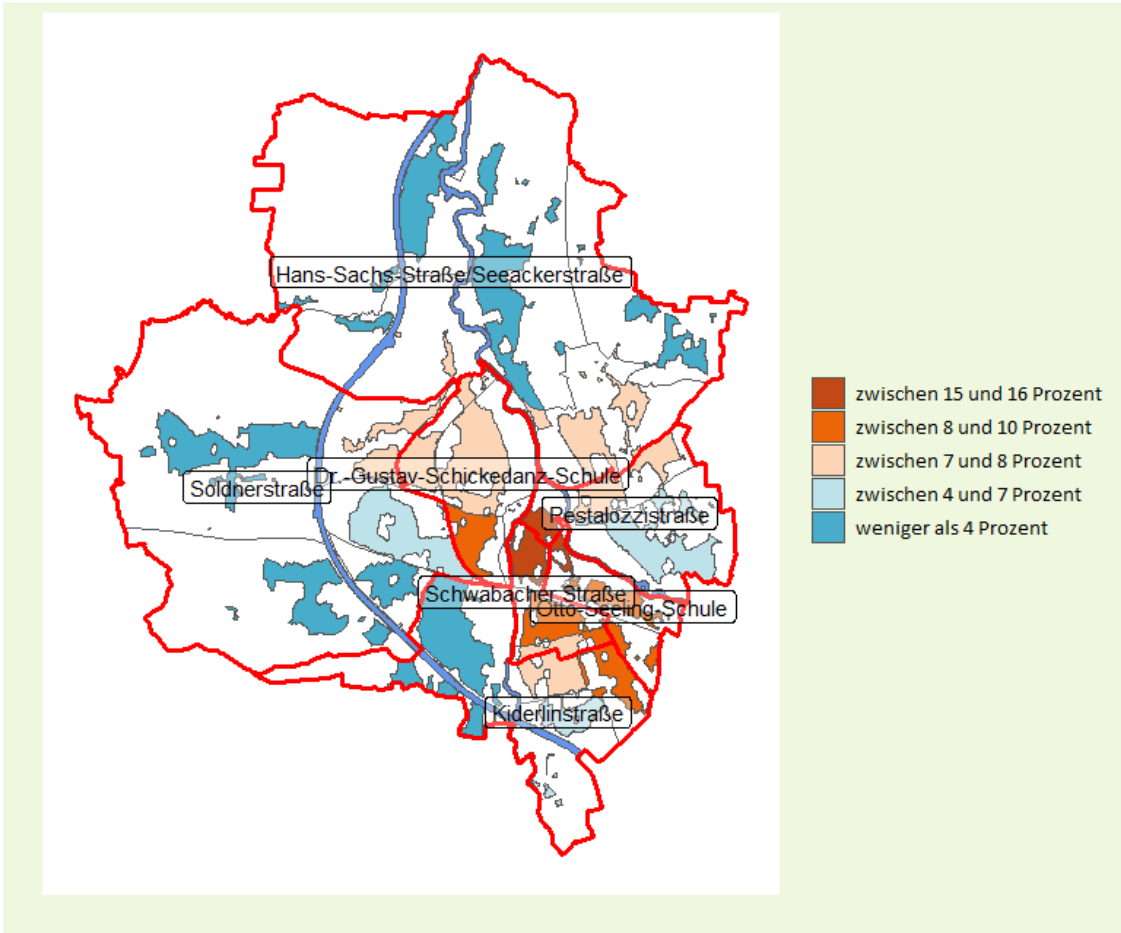 Hans-Sachs-Straße/Seeackerstraße
Dr.-Gustav-Schickedanz-Schule
Soldnerstraße
Pestalozzistraße
Schwabacher Straße
Otto-Seeling-Schule
Kiderlinstraße
zwischen 15 und 16 Prozent
zwischen 8 und 10 Prozent
zwischen 7 und 8 Prozent
zwischen 4 und 7 Prozent
weniger als 4 Prozent